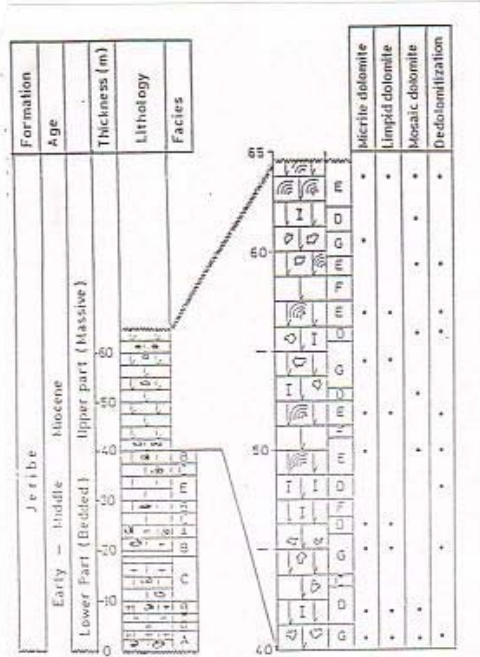 Formation
Age
Thickness (m)
Lithology
Facies
Jeribe
Early - Middle Miocene
Lower Part (Bedded)
Upper part (Massive)
60
50
40
30
20
10
0
E
C
A
Micrite dolomite
Limpid dolomite
Mosaic dolomite
Dedolomitization
65
60
50
40
E
D
G
E
F
E
D
G
D
E
E
D
F
D
G
D
G